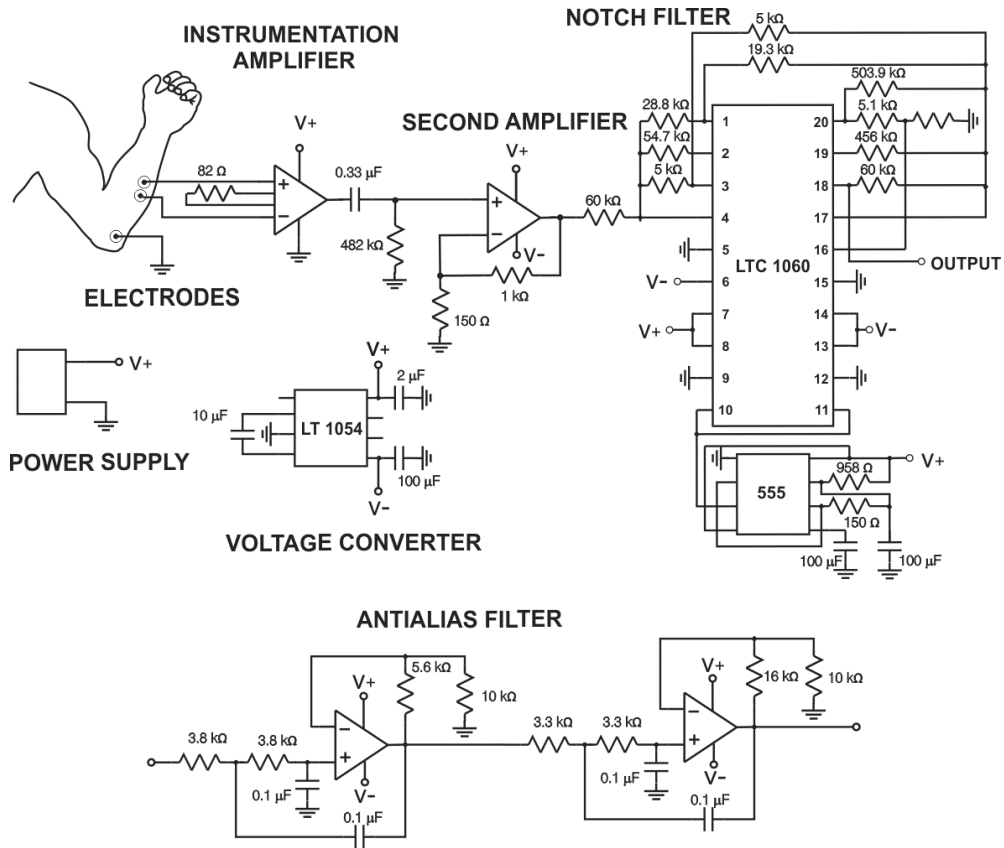 NOTCH FILTER
5 kΩ
19.3 kΩ
INSTRUMENTATION
AMPLIFIER
503.9 kΩ
28.8 kΩ
5.1 kΩ
V+
SECOND AMPLIFIER
1
20
54.7 kΩ
456 kΩ
V+
2
19
82 Ω
0.33 µF
5 kΩ
60 kΩ
3
18
+
−
+
−
60 kΩ
4
17
482 kΩ
5
16
V-
LTC 1060
OUTPUT
ELECTRODES
1 kΩ
V-
6
15
150 Ω
7
14
V+
V-
8
13
V+
V+
2 µF
9
12
10 µF
LT 1054
10
11
POWER SUPPLY
100 µF
V-
958 Ω
V+
555
150 Ω
VOLTAGE CONVERTER
100 µF
100 µF
ANTIALIAS FILTER
V+
5.6 kΩ
10 kΩ
V+
16 kΩ
10 kΩ
3.8 kΩ
3.8 kΩ
−
+
3.3 kΩ
3.3 kΩ
−
+
0.1 µF
V-
0.1 µF
V-
0.1 µF
0.1 µF